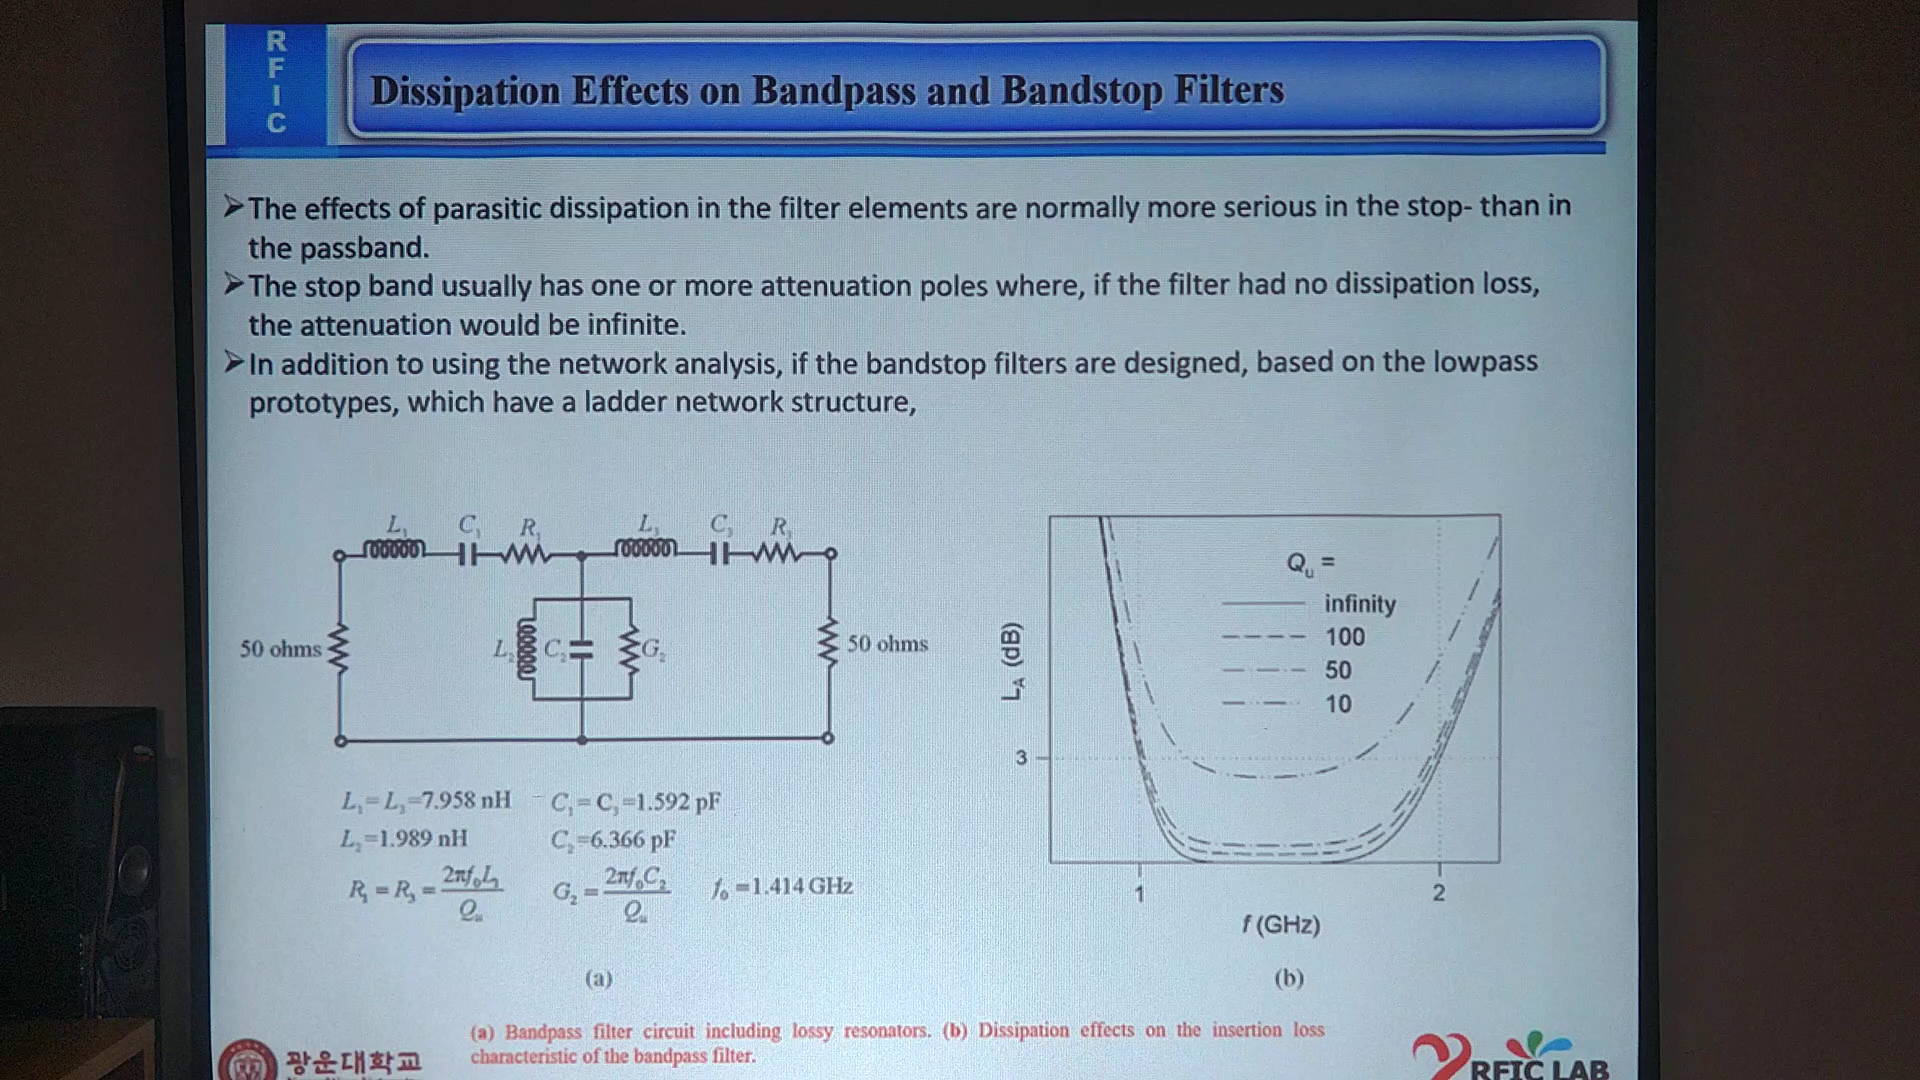 R
F
I
C
Dissipation Effects on Bandpass and Bandstop Filters
➢The effects of parasitic dissipation in the filter elements are normally more serious in the stop- than in
the passband.
➢The stop band usually has one or more attenuation poles where, if the filter had no dissipation loss,
the attenuation would be infinite.
➢In addition to using the network analysis, if the bandstop filters are designed, based on the lowpass
prototypes, which have a ladder network structure,
L₁ C₁ R₁ L₃ C₃ R₃
50 ohms L₂ C₂ G₂ 50 ohms
L₁=L₃=7.958 nH C₁=C₃=1.592 pF
L₂=1.989 nH C₂=6.366 pF
R₁=R₃=2πf₀L₁/Qᵤ G₂=2πf₀C₂/Qᵤ f₀=1.414 GHz
(a)
Qᵤ =
infinity
100
50
10
L_A (dB)
3
1 2
f (GHz)
(b)
(a) Bandpass filter circuit including lossy resonators. (b) Dissipation effects on the insertion loss
characteristic of the bandpass filter.
광운대학교
RFIC LAB